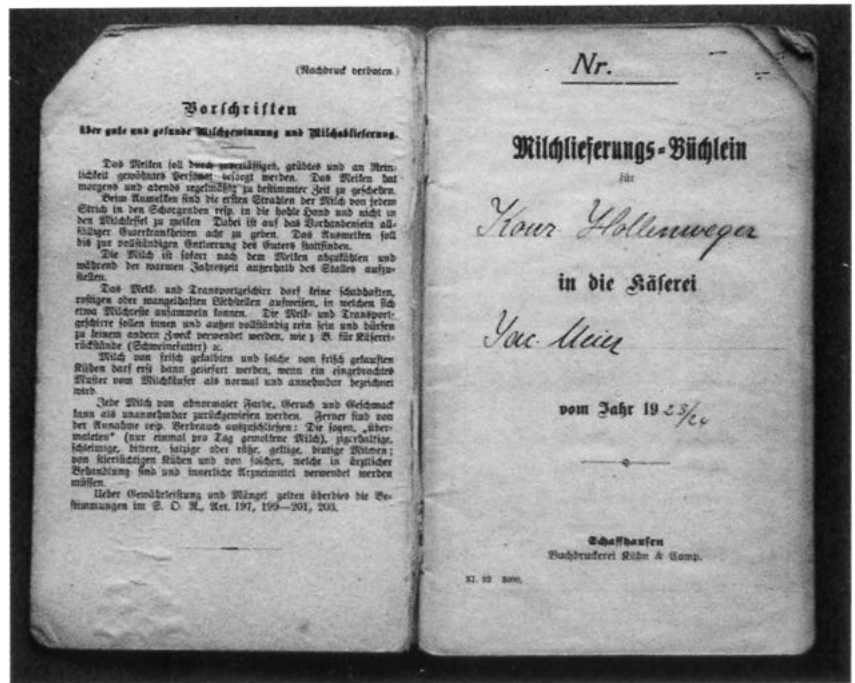 (Nachdruck verboten.)
Vorschriften
über gute und gesunde Milchgewinnung und Milchablieferung.
Das Melken soll durch zuverlässiges, geübtes und an Rein-
lichkeit gewöhntes Personal besorgt werden. Das Melken hat
morgens und abends regelmäßig zu bestimmter Zeit zu geschehen.
Beim Anmelken sind die ersten Strahlen der Milch von jedem
Strich in den Schorgraben resp. in die hohle Hand und nicht in
den Milchkessel zu melken Dabei ist auf das Vorhandensein all-
fälliger Euterkrankheiten acht zu geben. Das Ausmelken soll
bis zur vollständigen Entleerung des Euters stattfinden.
Die Milch ist sofort nach dem Melken abzukühlen und
während der warmen Jahreszeit außerhalb des Stalles aufzu-
stellen.
Das Melk- und Transportgeschirr darf keine schadhaften,
rostigen oder mangelhaften Lötstellen aufweisen, in welchen sich
etwa Milchreste ansammeln können. Die Melk- und Transport-
geschirre sollen innen und außen vollständig rein sein und dürfen
zu keinem andern Zweck verwendet werden, wie z B. für Käserei-
rückstände (Schweinefutter) ꝛc.
Milch von frisch gekalbten und solche von frisch gekauften
Kühen darf erst dann geliefert werden, wenn ein eingebrachtes
Muster vom Milchkäufer als normal und annehmbar bezeichnet
wird
Jede Milch von abnormaler Farbe, Geruch und Geschmack
kann als unannehmbar zurückgewiesen werden. Ferner sind von
der Annahme resp. Verbrauch auszuschließen: Die sogen. „über-
maleten“ (nur einmal pro Tag gemolkene Milch), zigerhaltige,
schleimige, bittere, salzige oder räße, geltige, blutige Milchen;
von stiersüchtigen Kühen und von solchen, welche in ärztlicher
Behandlung sind und innerliche Arzneimittel verwendet werden
müssen.
Ueber Gewährleistung und Mängel gelten überdies die Be-
stimmungen im S. O. R., Art. 197, 199—201, 203.
Nr.
Milchlieferungs-Büchlein
für
Konr. Hollenweger
in die Käserei
Jac. Meier
vom Jahr 1923/24
Schaffhausen
Buchdruckerei Kühn & Comp.
XI. 22 5000.